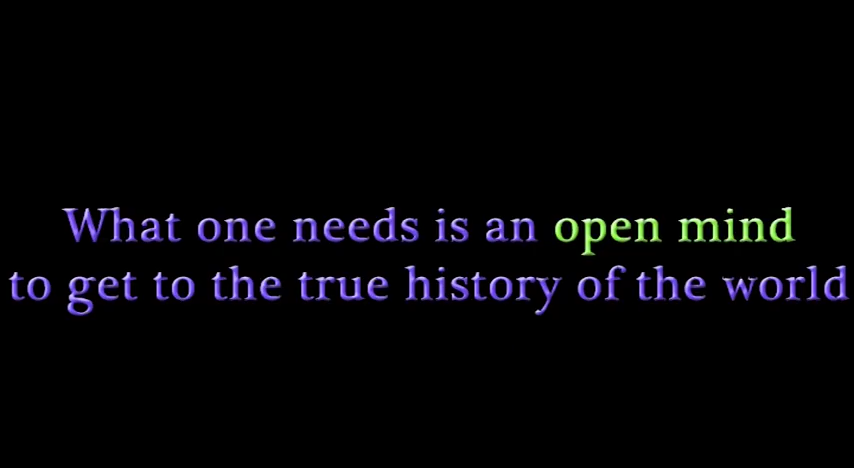 What one needs is an open mind
to get to the true history of the world